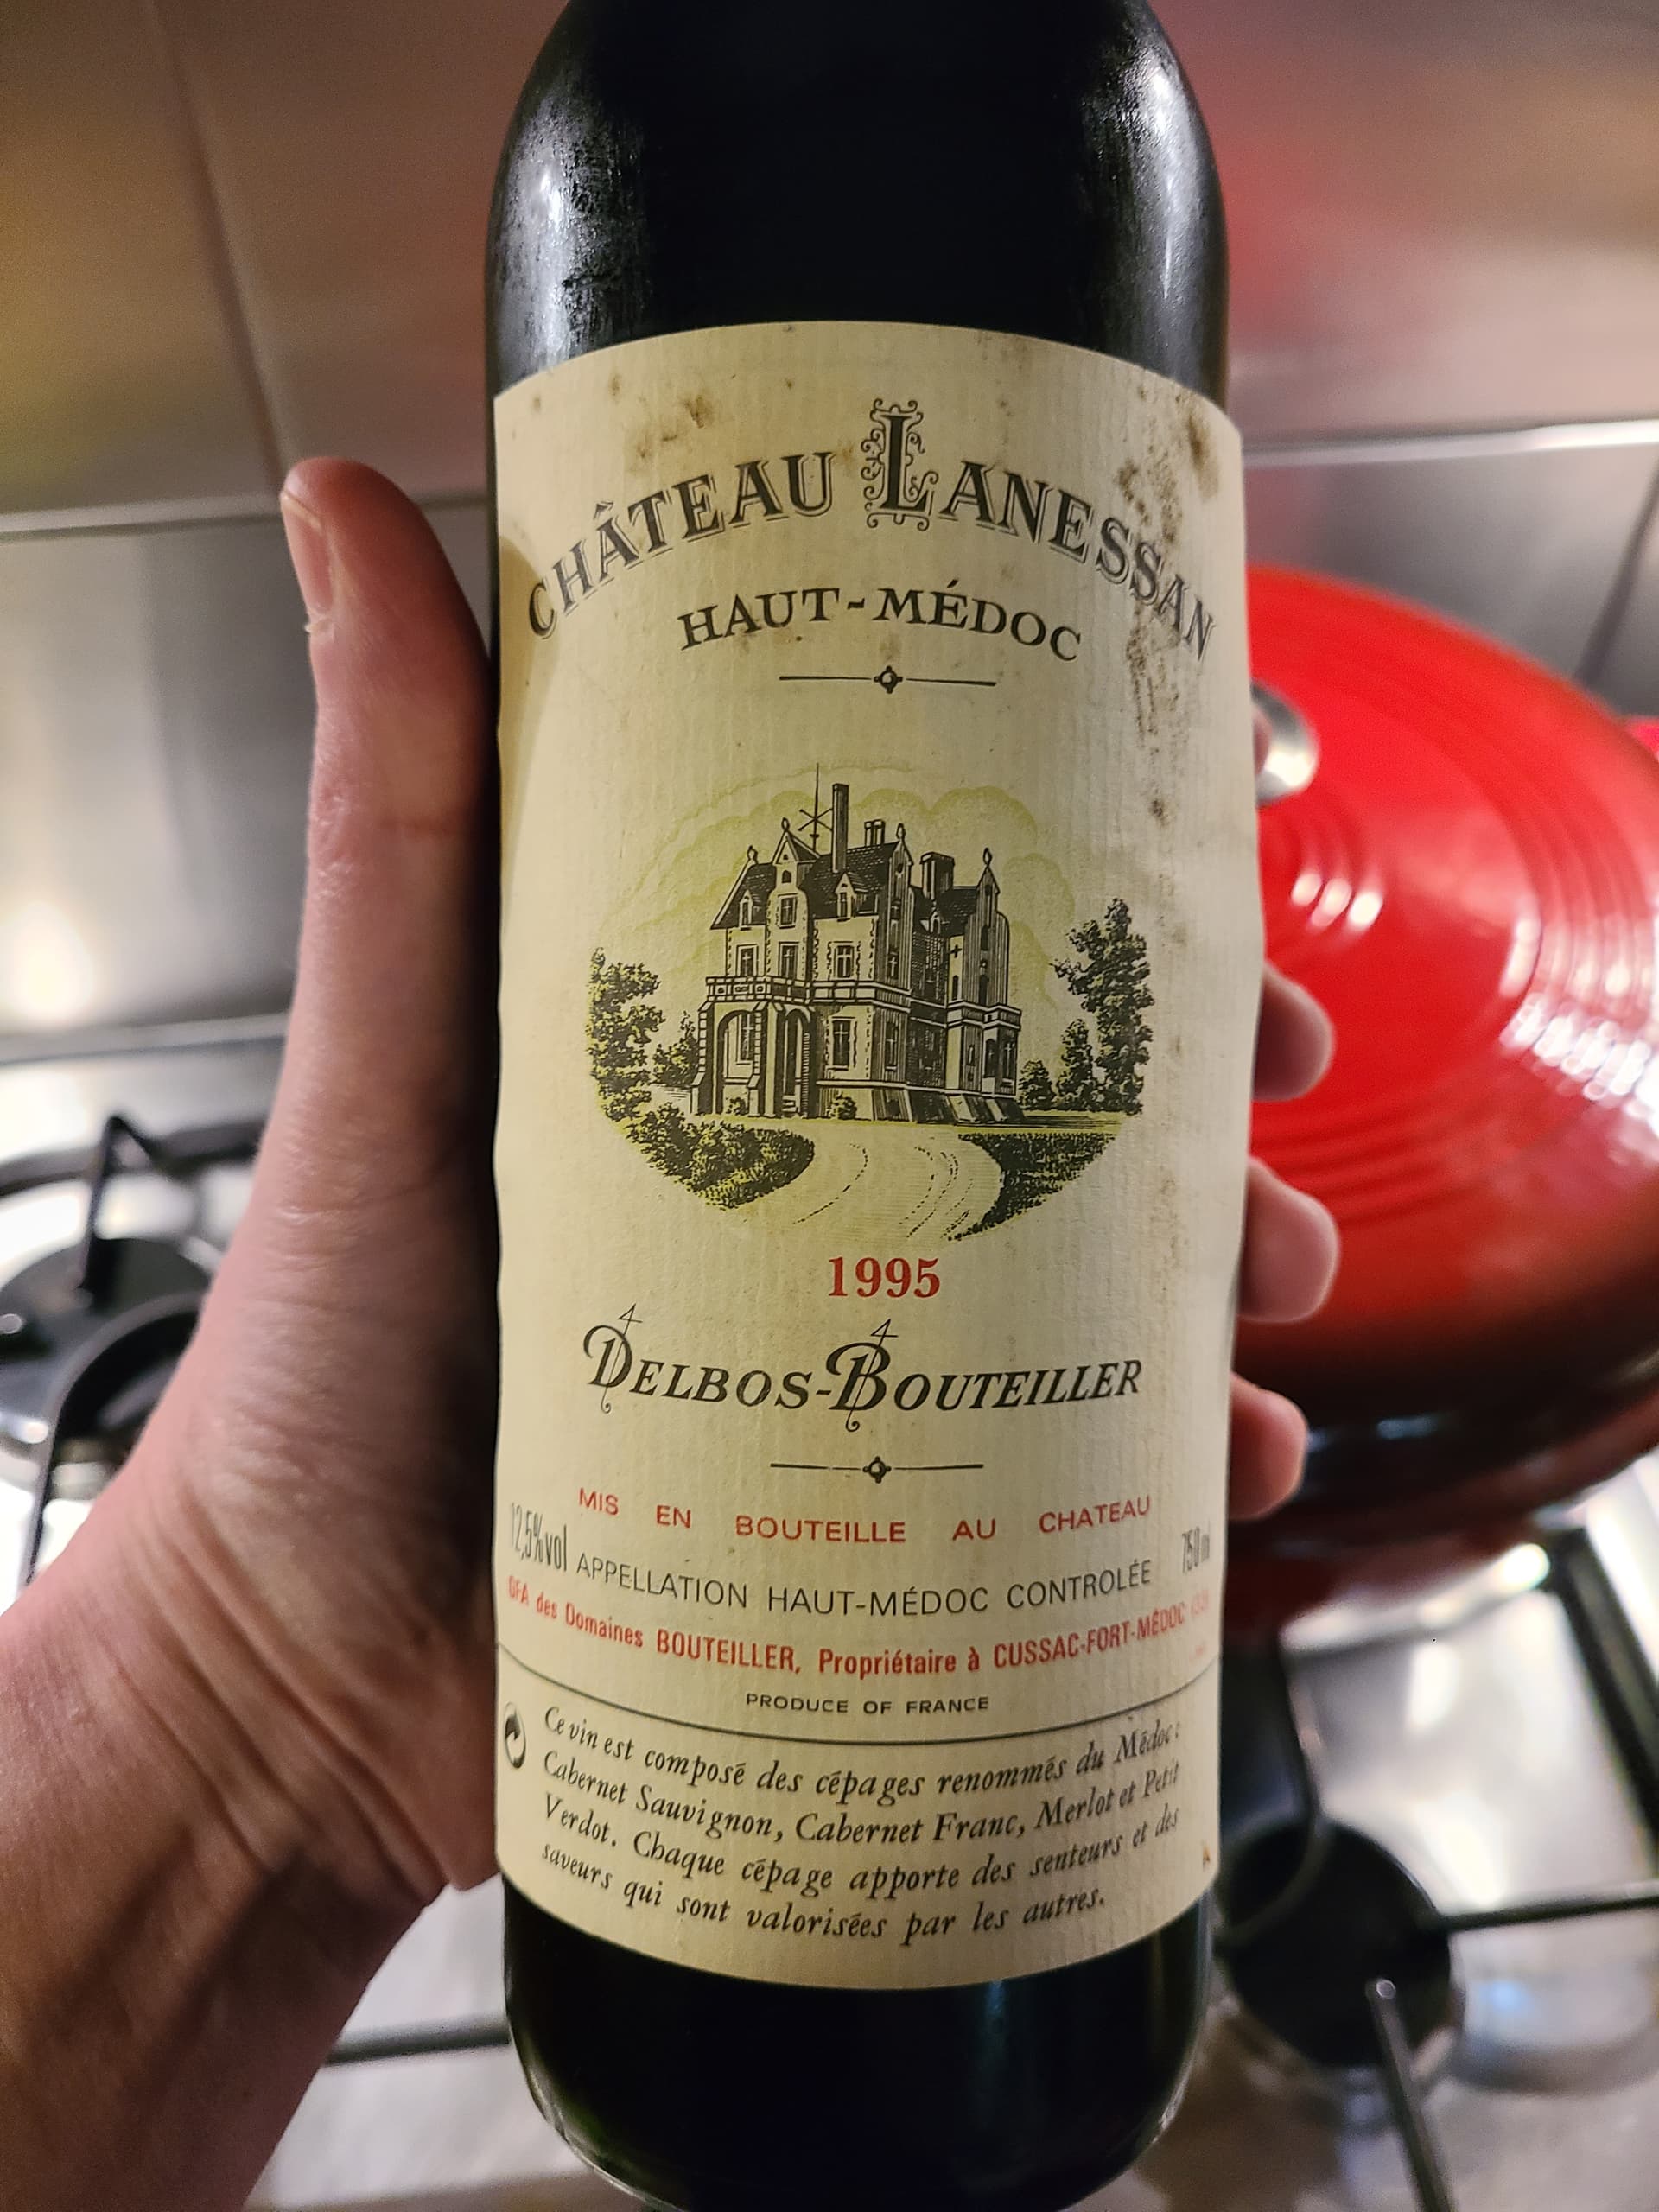 CHÂTEAU LANESSAN
HAUT-MÉDOC
1995
DELBOS-BOUTEILLER
MIS EN BOUTEILLE AU CHATEAU
12,5%vol APPELLATION HAUT-MÉDOC CONTROLÉE 750 ml
GFA des Domaines BOUTEILLER, Propriétaire à CUSSAC-FORT-MÉDOC
PRODUCE OF FRANCE
Ce vin est composé des cépages renommés du Médoc:
Cabernet Sauvignon, Cabernet Franc, Merlot et Petit
Verdot. Chaque cépage apporte des senteurs et des
saveurs qui sont valorisées par les autres.
A